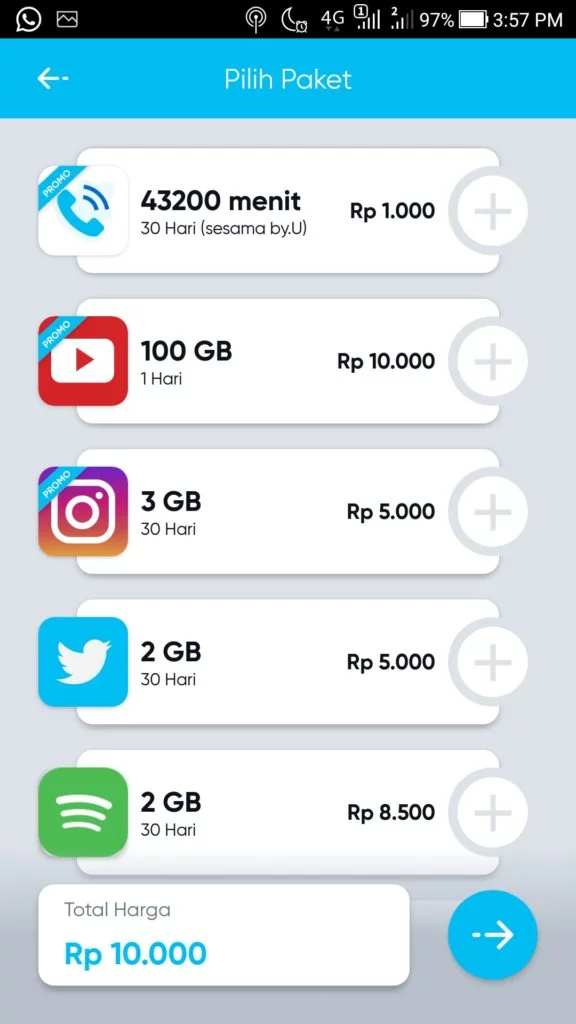 4G 1 2 97% 3:57 PM
Pilih Paket
PROMO
43200 menit
30 Hari (sesama by.U)
Rp 1.000
PROMO
100 GB
1 Hari
Rp 10.000
PROMO
3 GB
30 Hari
Rp 5.000
2 GB
30 Hari
Rp 5.000
2 GB
30 Hari
Rp 8.500
Total Harga
Rp 10.000